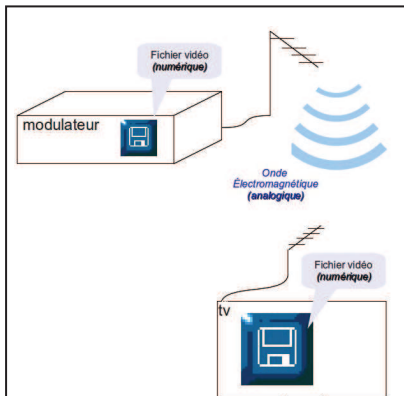 Fichier vidéo
(numérique)
modulateur
Onde
Électromagnétique
(analogique)
Fichier vidéo
(numérique)
tv